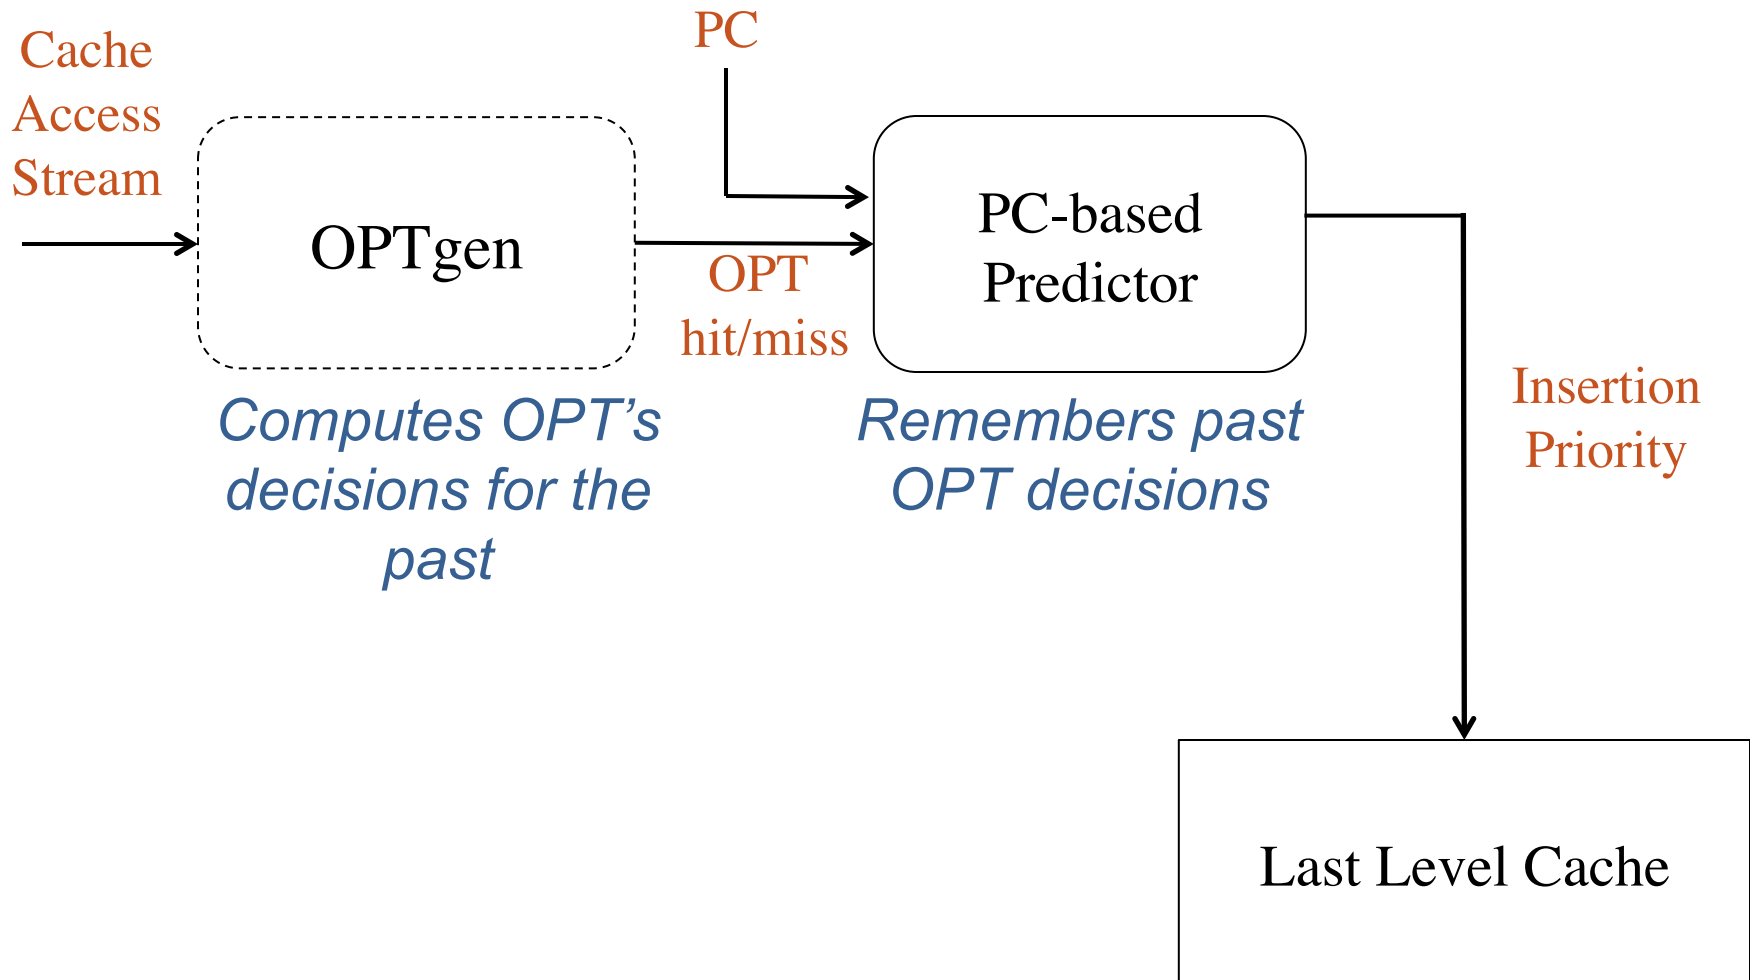 Cache
Access
Stream
OPTgen
Computes OPT’s
decisions for the
past
PC
OPT
hit/miss
PC-based
Predictor
Remembers past
OPT decisions
Insertion
Priority
Last Level Cache